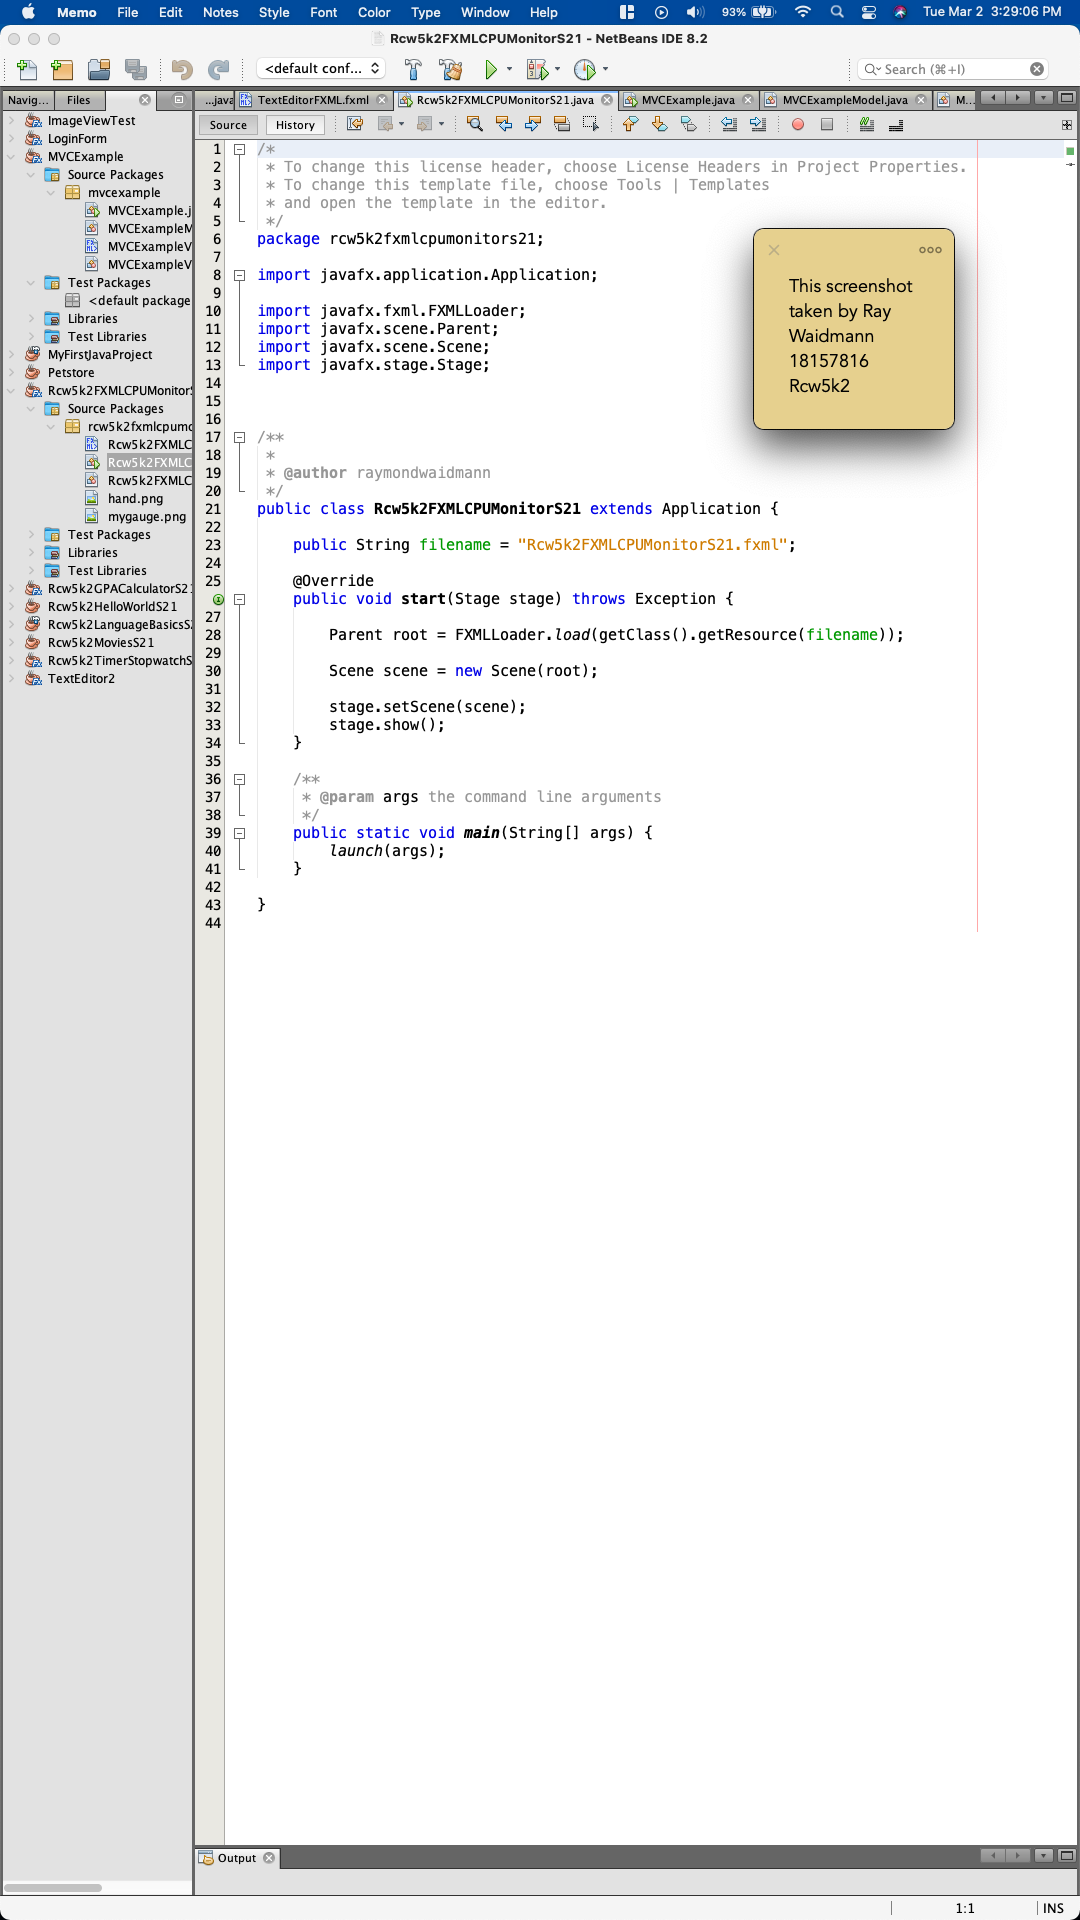 Memo File Edit Notes Style Font Color Type Window Help 93% Tue Mar 2 3:29:06 PM
Rcw5k2FXMLCPUMonitorS21 - NetBeans IDE 8.2
<default conf... Search (⌘+I)
Navig... Files ...java TextEditorFXML.fxml Rcw5k2FXMLCPUMonitorS21.java MVCExample.java MVCExampleModel.java M...
Source History
ImageViewTest
LoginForm
MVCExample
Source Packages
mvcexample
MVCExample.j
MVCExampleM
MVCExampleV
MVCExampleV
Test Packages
<default package
Libraries
Test Libraries
MyFirstJavaProject
Petstore
Rcw5k2FXMLCPUMonitorS
Source Packages
rcw5k2fxmlcpumo
Rcw5k2FXMLC
Rcw5k2FXMLC
Rcw5k2FXMLC
hand.png
mygauge.png
Test Packages
Libraries
Test Libraries
Rcw5k2GPACalculatorS21
Rcw5k2HelloWorldS21
Rcw5k2LanguageBasicsS
Rcw5k2MoviesS21
Rcw5k2TimerStopwatchS
TextEditor2
1 /*
2 * To change this license header, choose License Headers in Project Properties.
3 * To change this template file, choose Tools | Templates
4 * and open the template in the editor.
5 */
6 package rcw5k2fxmlcpumonitors21;
7
8 import javafx.application.Application;
9
10 import javafx.fxml.FXMLLoader;
11 import javafx.scene.Parent;
12 import javafx.scene.Scene;
13 import javafx.stage.Stage;
14
15
16
17 /**
18 *
19 * @author raymondwaidmann
20 */
21 public class Rcw5k2FXMLCPUMonitorS21 extends Application {
22
23 public String filename = "Rcw5k2FXMLCPUMonitorS21.fxml";
24
25 @Override
public void start(Stage stage) throws Exception {
27
28 Parent root = FXMLLoader.load(getClass().getResource(filename));
29
30 Scene scene = new Scene(root);
31
32 stage.setScene(scene);
33 stage.show();
34 }
35
36 /**
37 * @param args the command line arguments
38 */
39 public static void main(String[] args) {
40 launch(args);
41 }
42
43 }
44
This screenshot
taken by Ray
Waidmann
18157816
Rcw5k2
Output
1:1 INS